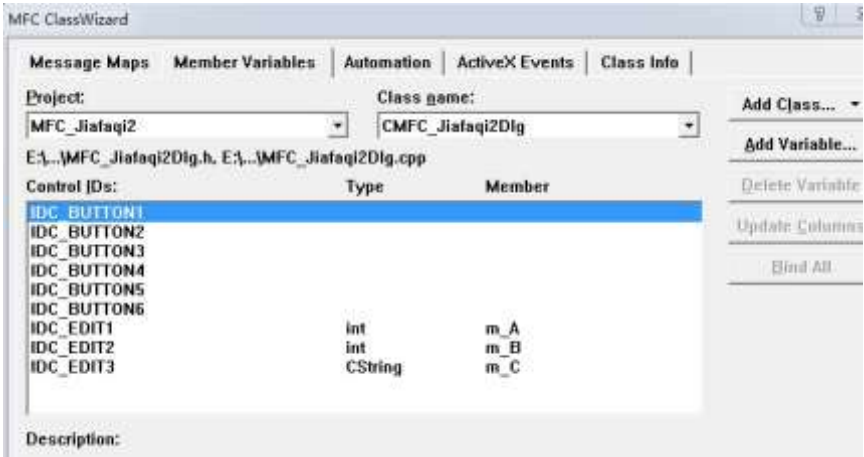 MFC ClassWizard
Message Maps Member Variables Automation ActiveX Events Class Info
Project: Class name: Add Class...
MFC_Jiafaqi2 CMFC_Jiafaqi2Dlg
E:\...\MFC_Jiafaqi2Dlg.h, E:\...\MFC_Jiafaqi2Dlg.cpp Add Variable...
Control IDs: Type Member Delete Variable
IDC_BUTTON1
IDC_BUTTON2 Update Columns
IDC_BUTTON3
IDC_BUTTON4 Bind All
IDC_BUTTON5
IDC_BUTTON6
IDC_EDIT1 int m_A
IDC_EDIT2 int m_B
IDC_EDIT3 CString m_C
Description: